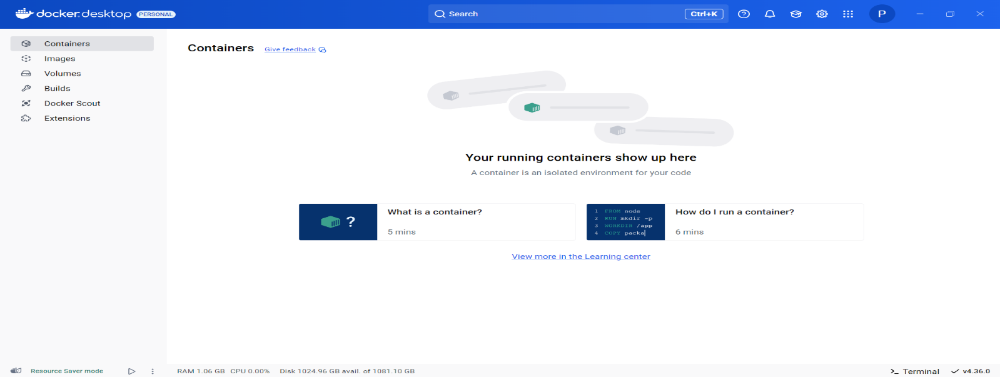 docker desktop PERSONAL
Search Ctrl+K
P
Containers
Images
Volumes
Builds
Docker Scout
Extensions
Containers Give feedback
Your running containers show up here
A container is an isolated environment for your code
?
What is a container?
5 mins
1 FROM node
2 RUN mkdir -p
3 WORKDIR /app
4 COPY packa
How do I run a container?
6 mins
View more in the Learning center
Resource Saver mode RAM 1.06 GB CPU 0.00% Disk 1024.96 GB avail. of 1081.10 GB >_ Terminal v4.36.0